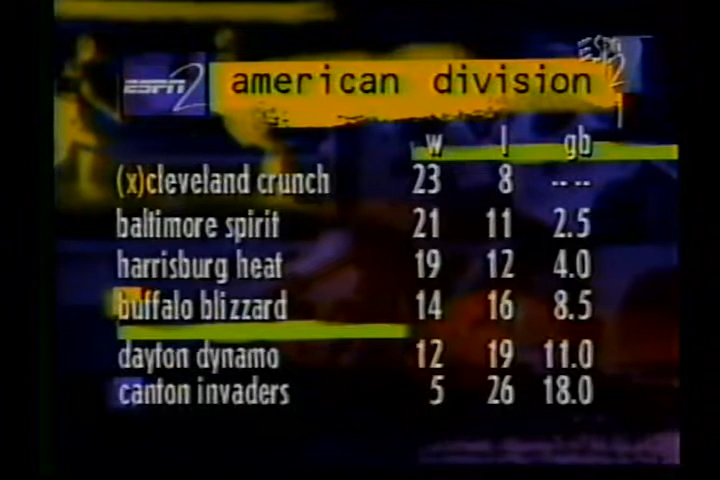 ESPN2
ESPN2 american division
w l gb
(x)cleveland crunch 23 8 -- --
baltimore spirit 21 11 2.5
harrisburg heat 19 12 4.0
buffalo blizzard 14 16 8.5
dayton dynamo 12 19 11.0
canton invaders 5 26 18.0